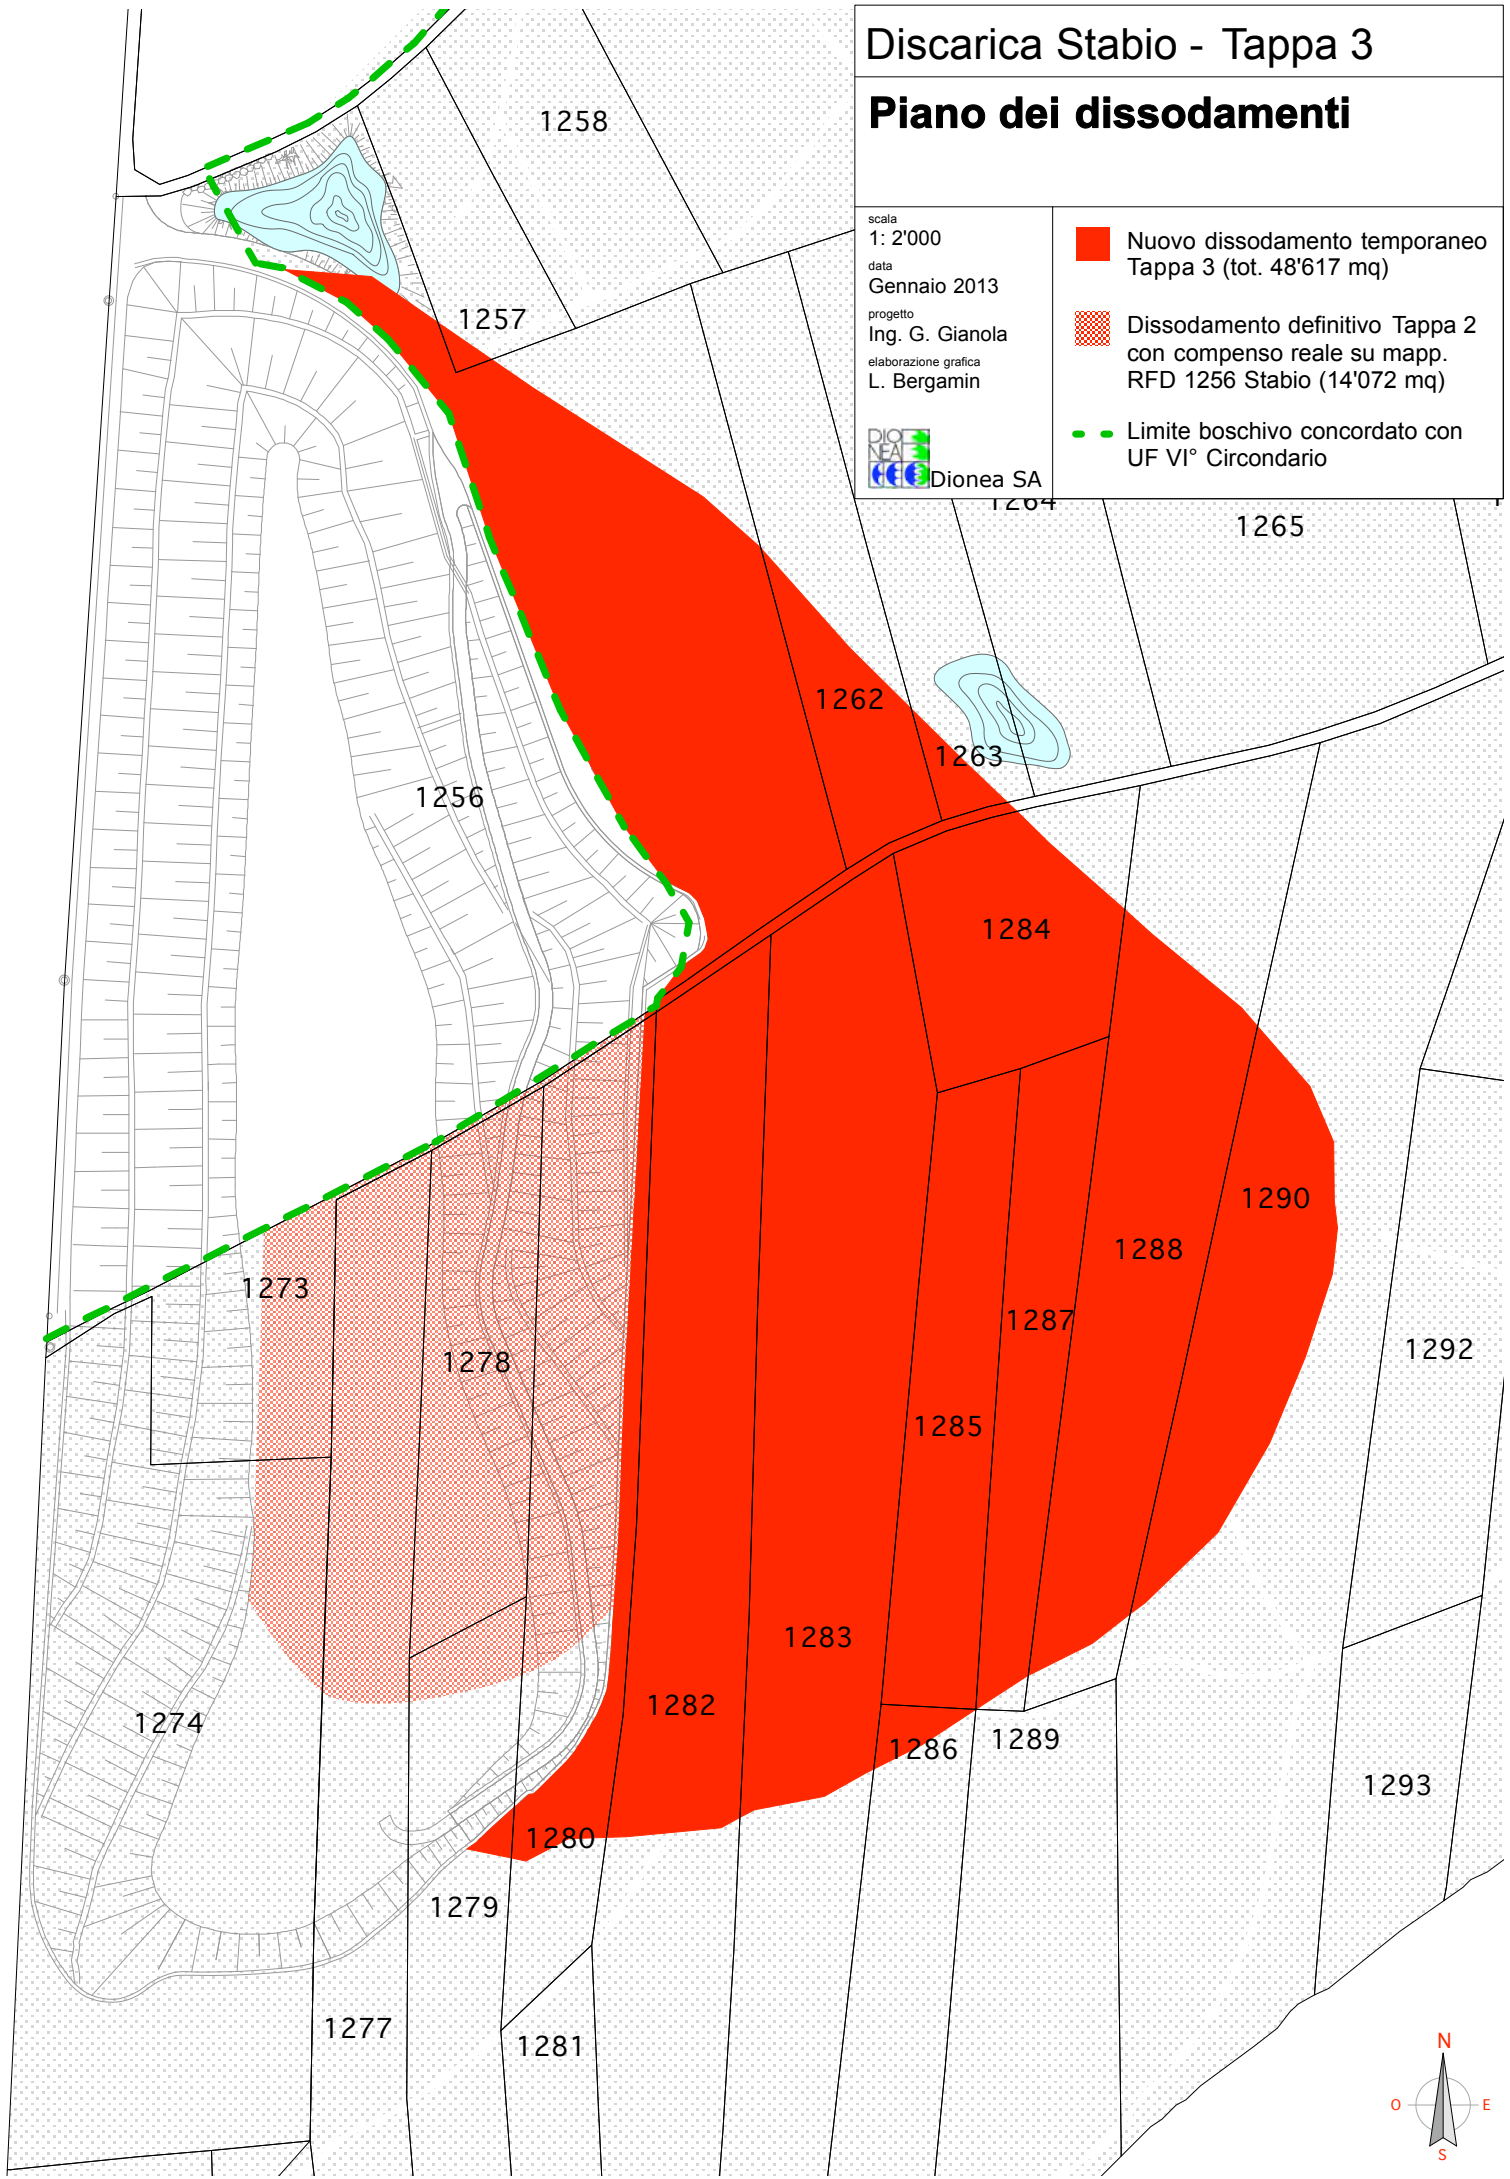 Discarica Stabio - Tappa 3
Piano dei dissodamenti
scala
1: 2'000
data
Gennaio 2013
progetto
Ing. G. Gianola
elaborazione grafica
L. Bergamin
DIO
NEA
Dionea SA
Nuovo dissodamento temporaneo
Tappa 3 (tot. 48'617 mq)
Dissodamento definitivo Tappa 2
con compenso reale su mapp.
RFD 1256 Stabio (14'072 mq)
Limite boschivo concordato con
UF VI° Circondario
1258
1257
1264
1265
1262
1263
1256
1284
1290
1288
1273
1287
1292
1278
1285
1283
1282
1274
1286
1289
1293
1280
1279
1277
1281
N
O
E
S